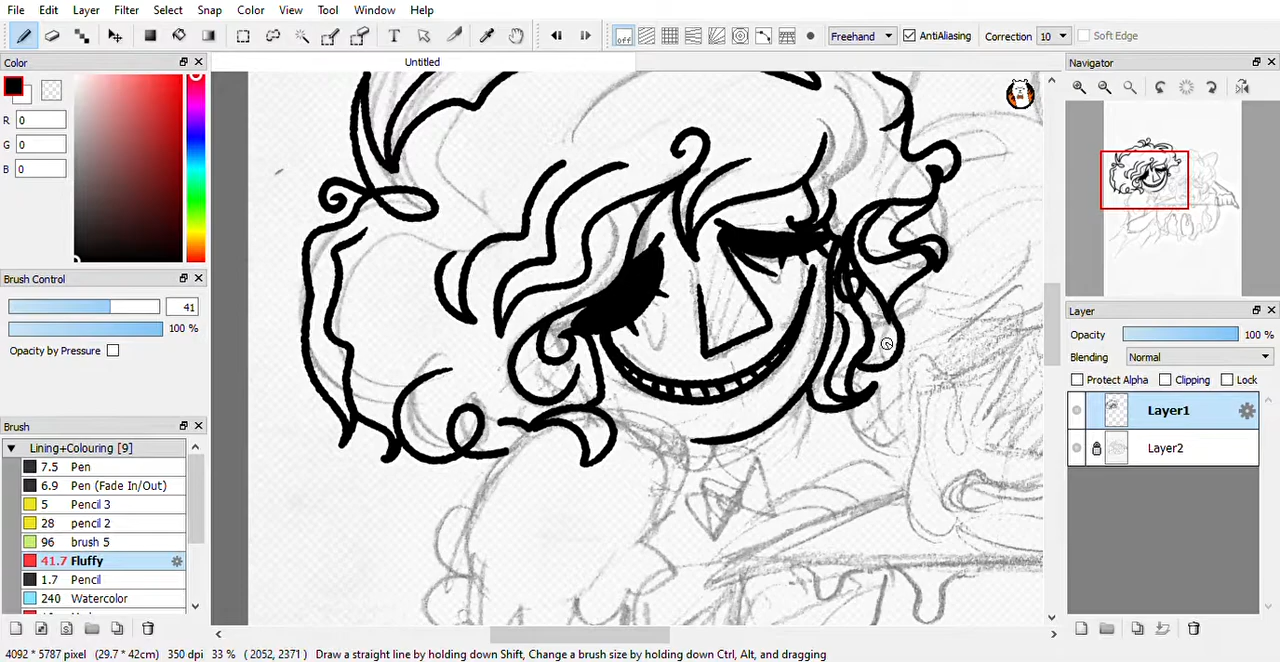 File Edit Layer Filter Select Snap Color View Tool Window Help
off Freehand AntiAliasing Correction 10 Soft Edge
Color
Untitled
Navigator
R 0
G 0
B 0
Brush Control
41
100 %
Opacity by Pressure
Layer
Opacity 100 %
Blending Normal
Protect Alpha Clipping Lock
Layer1
Layer2
Brush
Lining+Colouring [9]
7.5 Pen
6.9 Pen (Fade In/Out)
5 Pencil 3
28 pencil 2
96 brush 5
41.7 Fluffy
1.7 Pencil
240 Watercolor
4092 * 5787 pixel (29.7 * 42cm) 350 dpi 33 % ( 2052, 2371 ) Draw a straight line by holding down Shift, Change a brush size by holding down Ctrl, Alt, and dragging